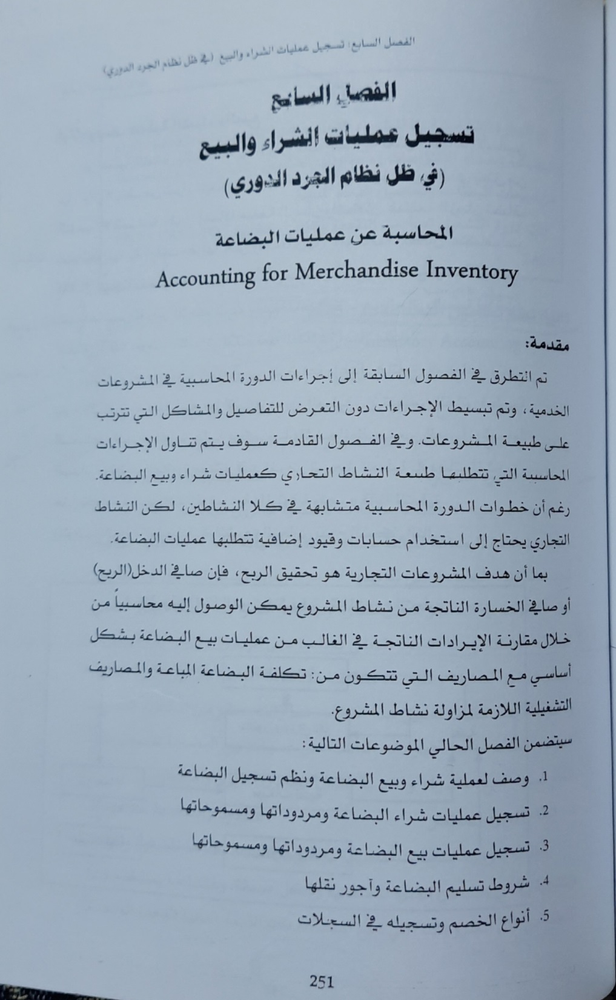 الفصل السابع: تسجيل عمليات الشراء والبيع (في ظل نظام الجرد الدوري)
الفصل السابع
تسجيل عمليات الشراء والبيع
(في ظل نظام الجرد الدوري)
المحاسبة عن عمليات البضاعة
Accounting for Merchandise Inventory
مقدمة:
تم التطرق في الفصول السابقة إلى إجراءات الدورة المحاسبية في المشروعات
الخدمية، وتم تبسيط الإجراءات دون التعرض للتفاصيل والمشاكل التي تترتب
على طبيعة المشروعات. وفي الفصول القادمة سوف يتم تناول الإجراءات
المحاسبية التي تتطلبها طبيعة النشاط التجاري كعمليات شراء وبيع البضاعة.
رغم أن خطوات الدورة المحاسبية متشابهة في كلا النشاطين، لكن النشاط
التجاري يحتاج إلى استخدام حسابات وقيود إضافية تتطلبها عمليات البضاعة.
بما أن هدف المشروعات التجارية هو تحقيق الربح، فإن صافي الدخل(الربح)
أو صافي الخسارة الناتجة من نشاط المشروع يمكن الوصول إليه محاسبياً من
خلال مقارنة الإيرادات الناتجة في الغالب من عمليات بيع البضاعة بشكل
أساسي مع المصاريف التي تتكون من: تكلفة البضاعة المباعة والمصاريف
التشغيلية اللازمة لمزاولة نشاط المشروع.
سيتضمن الفصل الحالي الموضوعات التالية:
1. وصف لعملية شراء وبيع البضاعة ونظم تسجيل البضاعة
2. تسجيل عمليات شراء البضاعة ومردوداتها ومسموحاتها
3. تسجيل عمليات بيع البضاعة ومردوداتها ومسموحاتها
4. شروط تسليم البضاعة وآجور نقلها
5. أنواع الخصم وتسجيله في السجلات
251